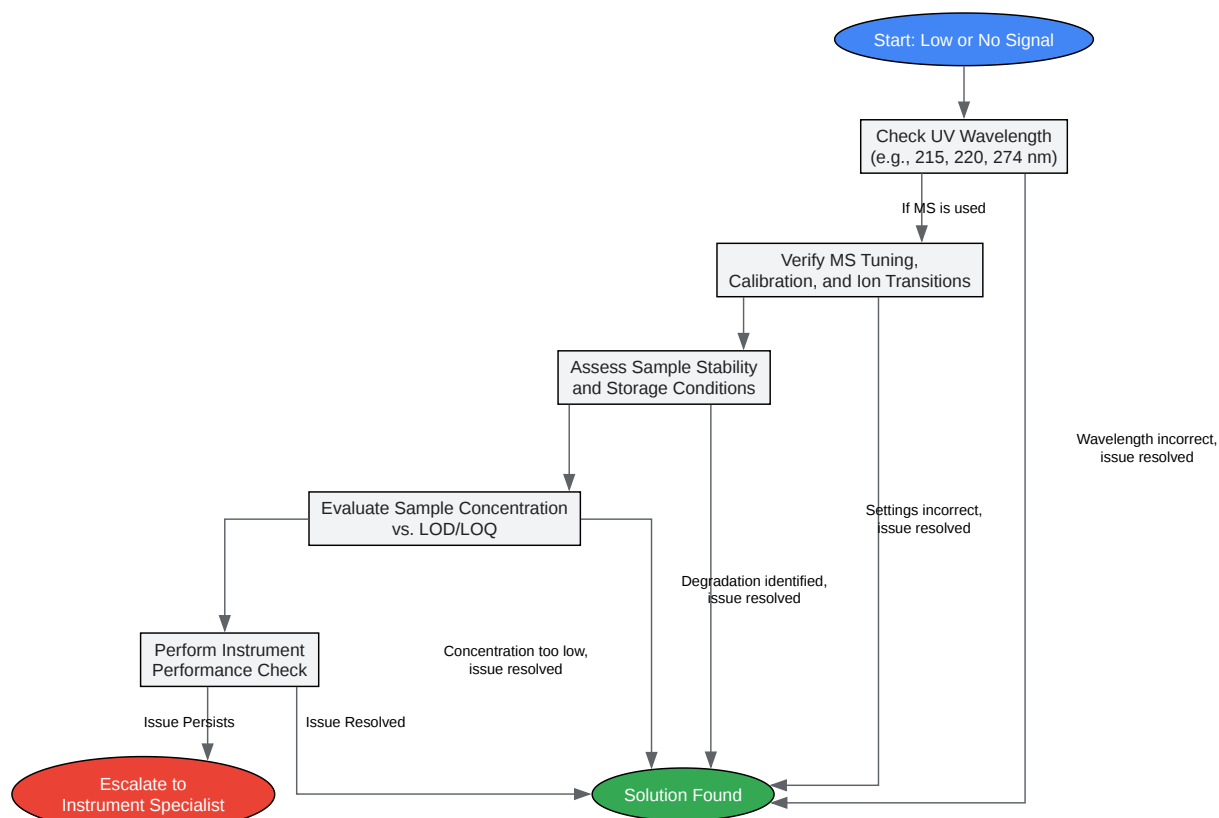 Start: Low or No Signal
Check UV Wavelength
(e.g., 215, 220, 274 nm)
If MS is used
Verify MS Tuning,
Calibration, and Ion Transitions
Assess Sample Stability
and Storage Conditions
Wavelength incorrect,
issue resolved
Evaluate Sample Concentration
vs. LOD/LOQ
Settings incorrect,
issue resolved
Degradation identified,
issue resolved
Perform Instrument
Performance Check
Concentration too low,
issue resolved
Issue Persists
Issue Resolved
Escalate to
Instrument Specialist
Solution Found